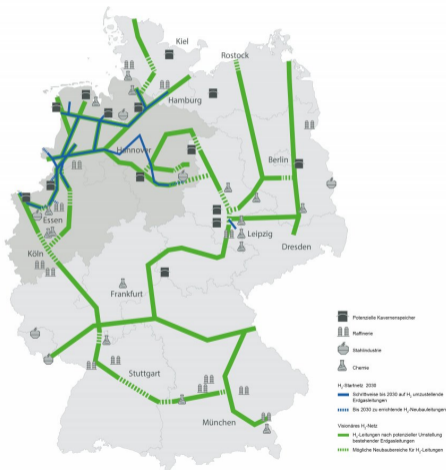 Kiel
Rostock
Hamburg
Hannover
Berlin
Essen
Leipzig
Dresden
Köln
Frankfurt
Stuttgart
München
Potenzielle Kavernenspeicher
Raffinerie
Stahlindustrie
Chemie
H₂-Startnetz 2030
Schrittweise bis 2030 auf H₂ umzustellende
Erdgasleitungen
Bis 2030 zu errichtende H₂-Neubauleitungen
Visionäres H₂-Netz
H₂-Leitungen nach potenzieller Umstellung
bestehender Erdgasleitungen
Mögliche Neubaubereiche für H₂-Leitungen